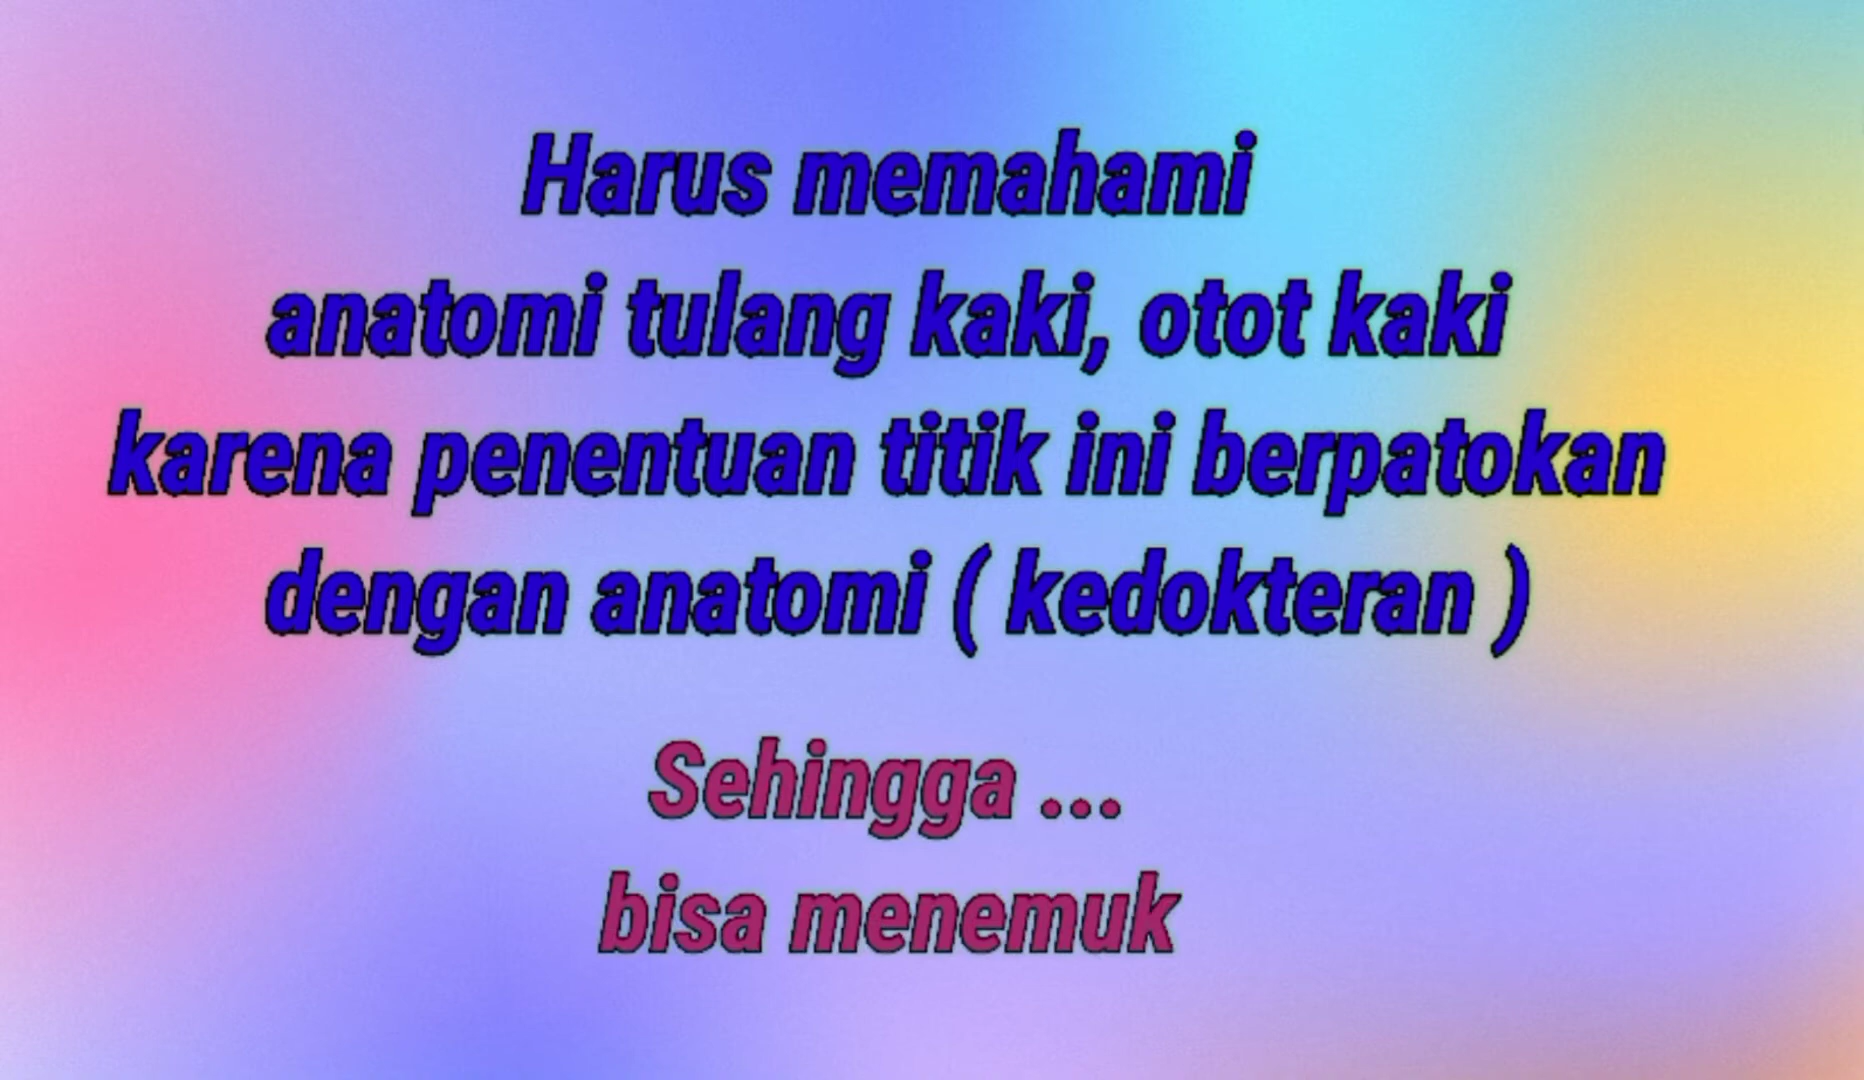 Harus memahami
anatomi tulang kaki, otot kaki
karena penentuan titik ini berpatokan
dengan anatomi ( kedokteran )
Sehingga ...
bisa menemuk